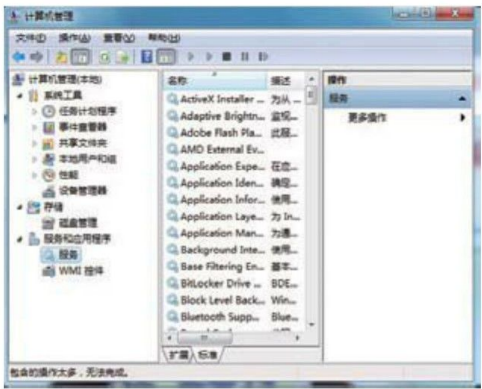 计算机管理
文件(F) 操作(A) 查看(V) 帮助(H)
计算机管理(本地)
系统工具
任务计划程序
事件查看器
共享文件夹
本地用户和组
性能
设备管理器
存储
磁盘管理
服务和应用程序
服务
WMI 控件
名称 描述
ActiveX Installer ... 为从 ...
Adaptive Brightn... 监视...
Adobe Flash Pla... 此服...
AMD External Ev...
Application Expe... 在应...
Application Iden... 确定...
Application Infor... 使用...
Application Laye... 为 In...
Application Man... 为通...
Background Inte... 使用...
Base Filtering En... 基本...
BitLocker Drive ... BDE...
Block Level Back... Win...
Bluetooth Supp... Blue...
扩展 标准
操作
服务
更多操作
包含的操作太多，无法完成。